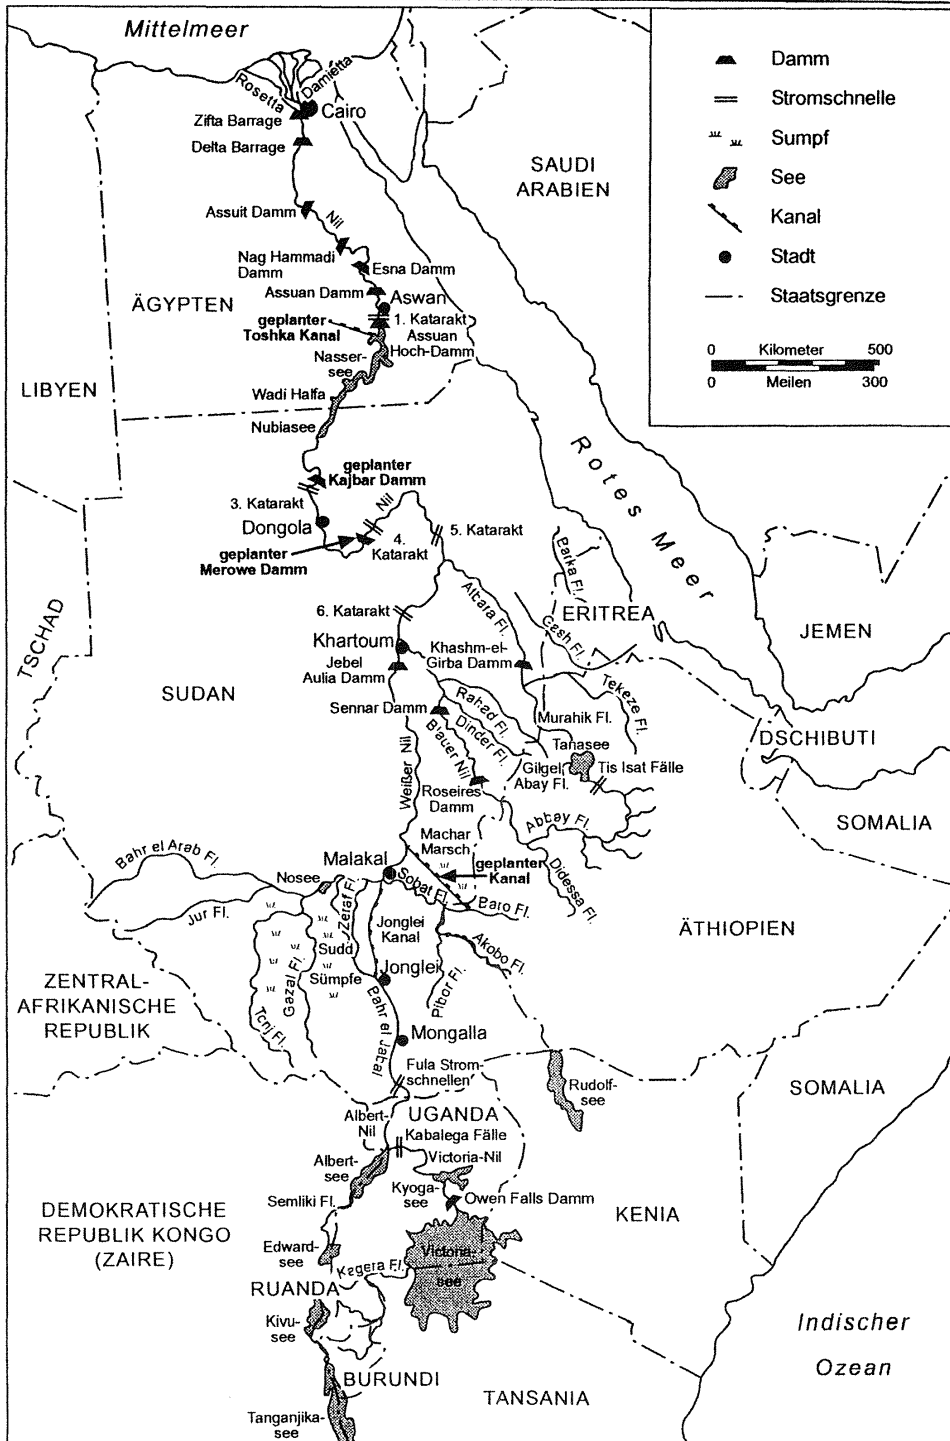 Mittelmeer
Rosetta
Damietta
Cairo
Zifta Barrage
Delta Barrage
Assuit Damm
Nil
Nag Hammadi
Damm
Esna Damm
Assuan Damm
Aswan
ÄGYPTEN
geplanter
Toshka Kanal
1. Katarakt
Assuan
Hoch-Damm
Nasser-
see
LIBYEN
Wadi Halfa
Nubiasee
SAUDI
ARABIEN
Damm
Stromschnelle
Sumpf
See
Kanal
Stadt
Staatsgrenze
0 Kilometer 500
0 Meilen 300
Rotes Meer
geplanter
Kajbar Damm
3. Katarakt
Nil
Dongola
4.
Katarakt
5. Katarakt
geplanter
Merowe Damm
Barka Fl.
Atbara Fl.
ERITREA
Gash Fl.
JEMEN
TSCHAD
6. Katarakt
Khartoum
Khashm-el-
Girba Damm
Jebel
Aulia Damm
SUDAN
Sennar Damm
Rahad Fl.
Dinder Fl.
Tekeze Fl.
Murahik Fl.
Blauer Nil
Tanasee
Gilgel
Abay Fl.
Tis Isat Fälle
DSCHIBUTI
Weißer Nil
Roseires
Damm
Abbay Fl.
SOMALIA
Machar
Marsch
Bahr el Arab Fl.
Malakal
geplanter
Kanal
Nosee
Sobat Fl.
Didessa Fl.
Jur Fl.
Zeraf Fl.
Baro Fl.
Jonglei
Kanal
ÄTHIOPIEN
Sudd
Sümpfe
Akobo Fl.
Gazal Fl.
Jonglei
Pibor Fl.
ZENTRAL-
AFRIKANISCHE
REPUBLIK
Tonj Fl.
Bahr el Jabal
Mongalla
Fula Strom-
schnellen
Rudolf-
see
SOMALIA
Albert-
Nil
UGANDA
Kabalega Fälle
Albert-
see
Victoria-Nil
Kyoga-
see
Semliki Fl.
Owen Falls Damm
DEMOKRATISCHE
REPUBLIK KONGO
(ZAIRE)
KENIA
Edward-
see
Victoria-
see
Kagera Fl.
RUANDA
Kivu-
see
Indischer
Ozean
BURUNDI
TANSANIA
Tanganjika-
see